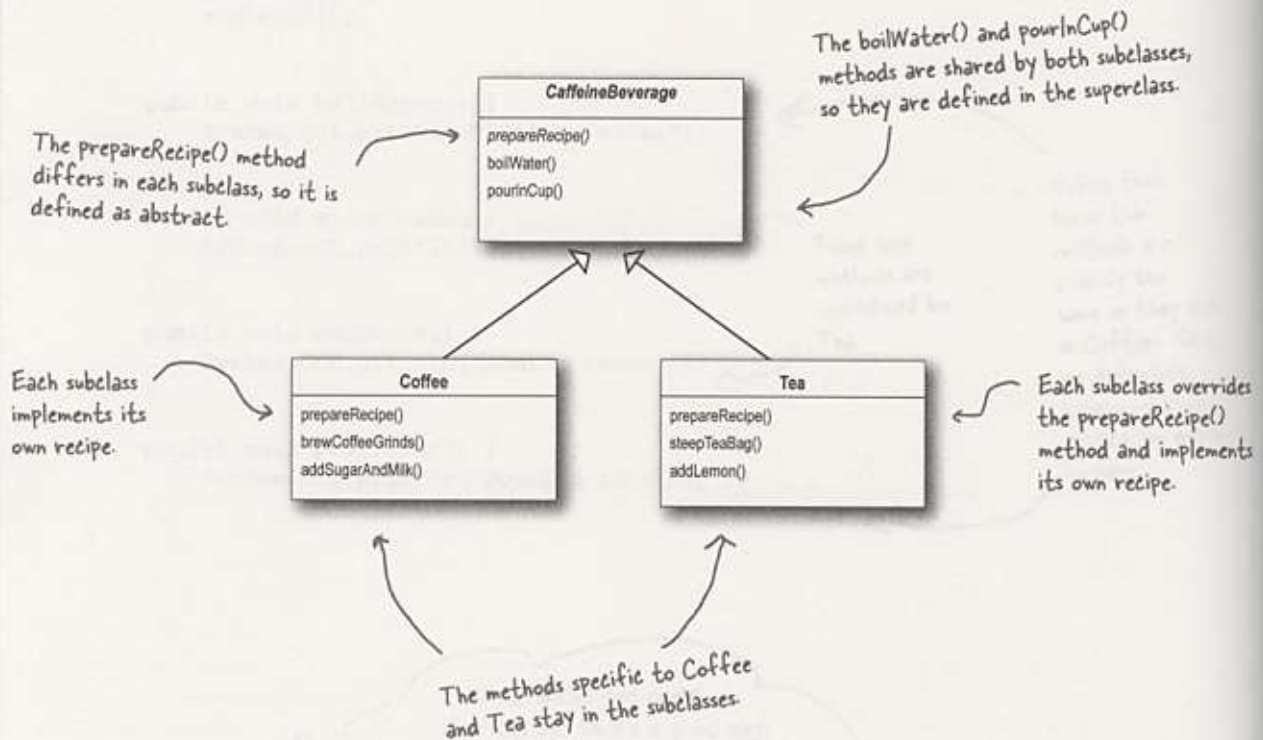 The boilWater() and pourInCup()
methods are shared by both subclasses,
so they are defined in the superclass.
CaffeineBeverage
prepareRecipe()
boilWater()
pourInCup()
The prepareRecipe() method
differs in each subclass, so it is
defined as abstract.
Coffee
prepareRecipe()
brewCoffeeGrinds()
addSugarAndMilk()
Tea
prepareRecipe()
steepTeaBag()
addLemon()
Each subclass
implements its
own recipe.
Each subclass overrides
the prepareRecipe()
method and implements
its own recipe.
The methods specific to Coffee
and Tea stay in the subclasses.